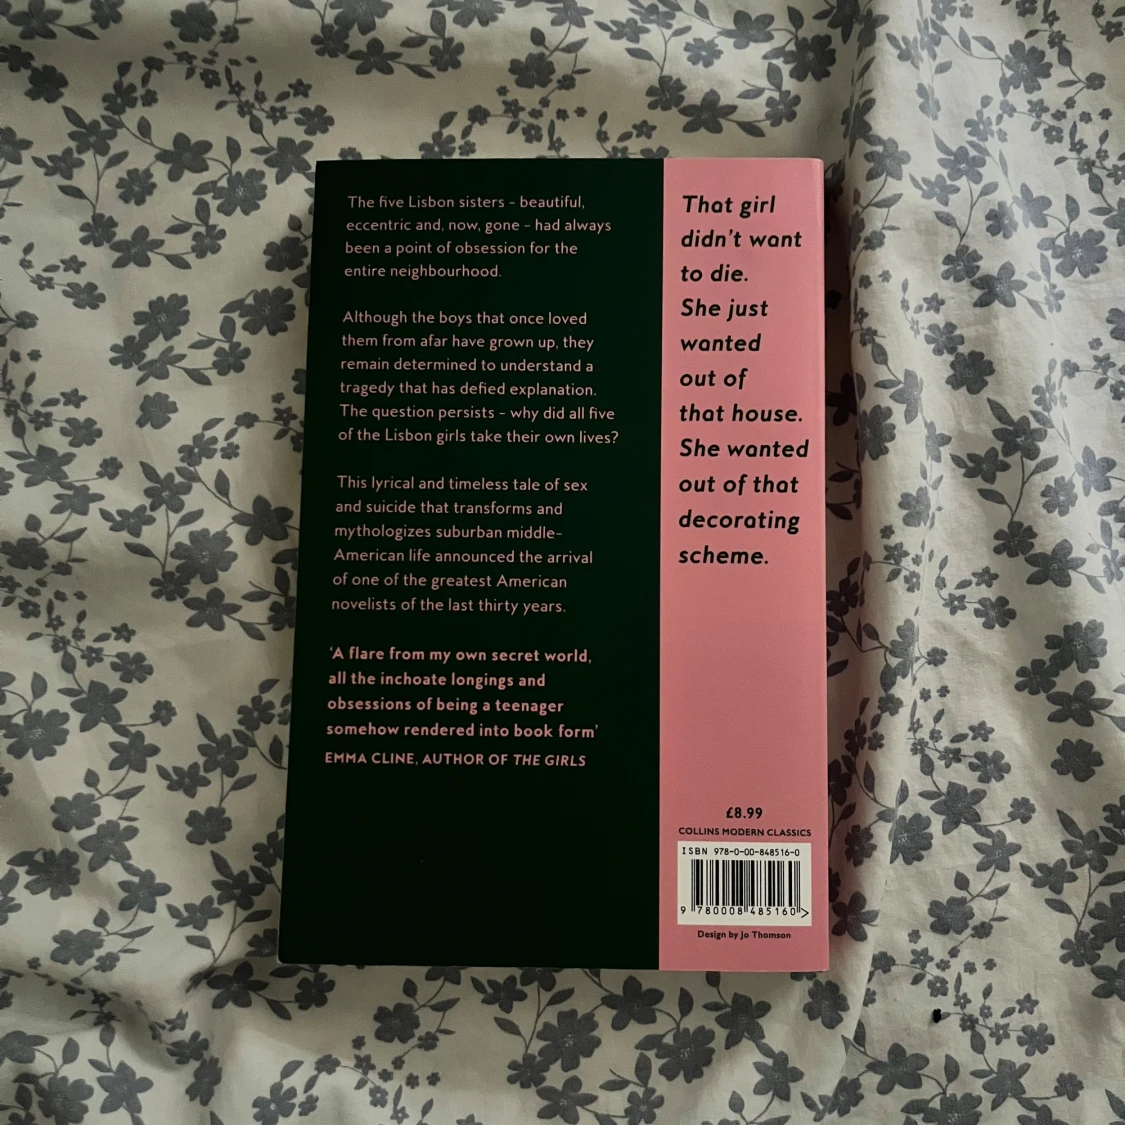 The five Lisbon sisters – beautiful,
eccentric and, now, gone – had always
been a point of obsession for the
entire neighbourhood.
Although the boys that once loved
them from afar have grown up, they
remain determined to understand a
tragedy that has defied explanation.
The question persists – why did all five
of the Lisbon girls take their own lives?
This lyrical and timeless tale of sex
and suicide that transforms and
mythologizes suburban middle-
American life announced the arrival
of one of the greatest American
novelists of the last thirty years.
‘A flare from my own secret world,
all the inchoate longings and
obsessions of being a teenager
somehow rendered into book form’
EMMA CLINE, AUTHOR OF THE GIRLS
That girl
didn’t want
to die.
She just
wanted
out of
that house.
She wanted
out of that
decorating
scheme.
£8.99
COLLINS MODERN CLASSICS
ISBN 978-0-00-848516-0
9 780008 485160 >
Design by Jo Thomson